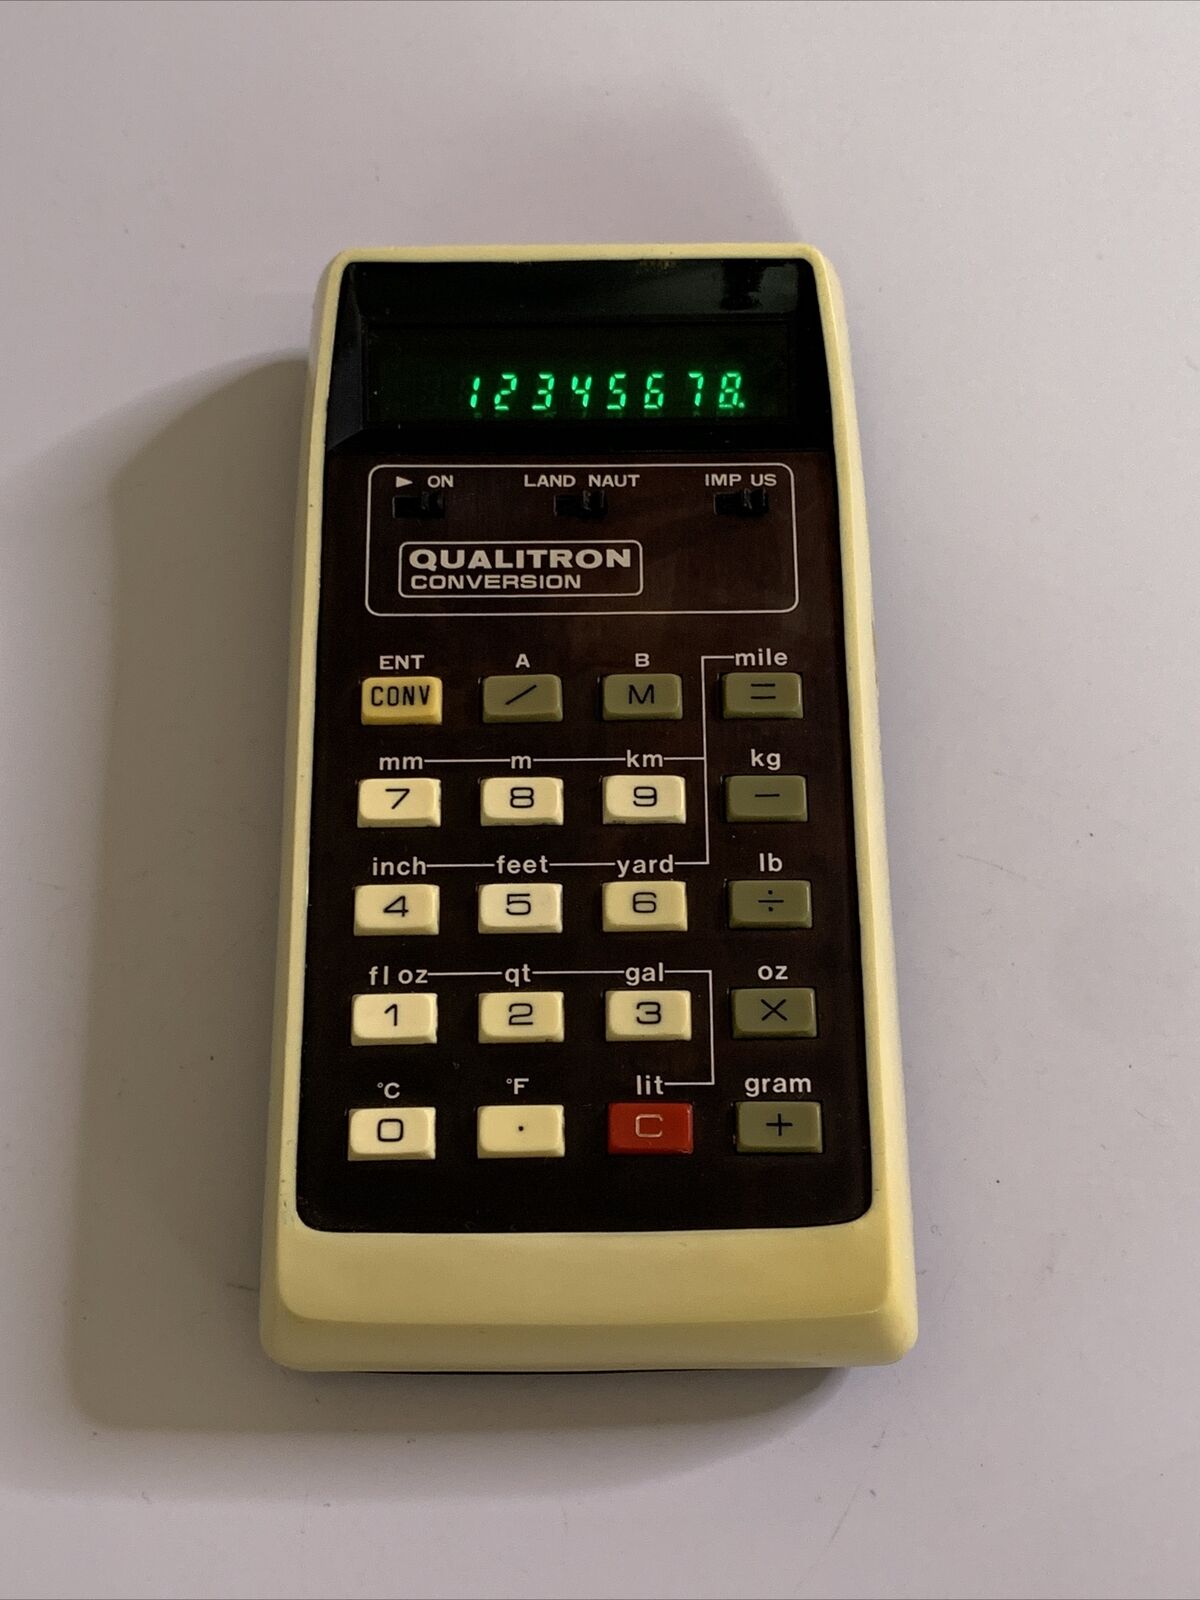 12345678.
► ON LAND NAUT IMP US
QUALITRON
CONVERSION
ENT A B mile
CONV / M =
mm m km kg
7 8 9 −
inch feet yard lb
4 5 6 ÷
fl oz qt gal oz
1 2 3 ×
°C °F lit gram
0 . C +